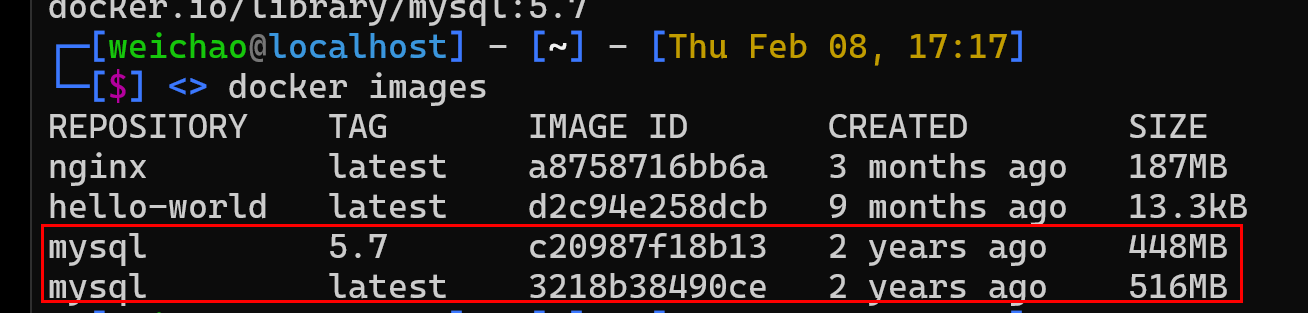 docker.io/library/mysql:5.7
[weichao@localhost] - [~] - [Thu Feb 08, 17:17]
[$] <> docker images
REPOSITORY TAG IMAGE ID CREATED SIZE
nginx latest a8758716bb6a 3 months ago 187MB
hello-world latest d2c94e258dcb 9 months ago 13.3kB
mysql 5.7 c20987f18b13 2 years ago 448MB
mysql latest 3218b38490ce 2 years ago 516MB